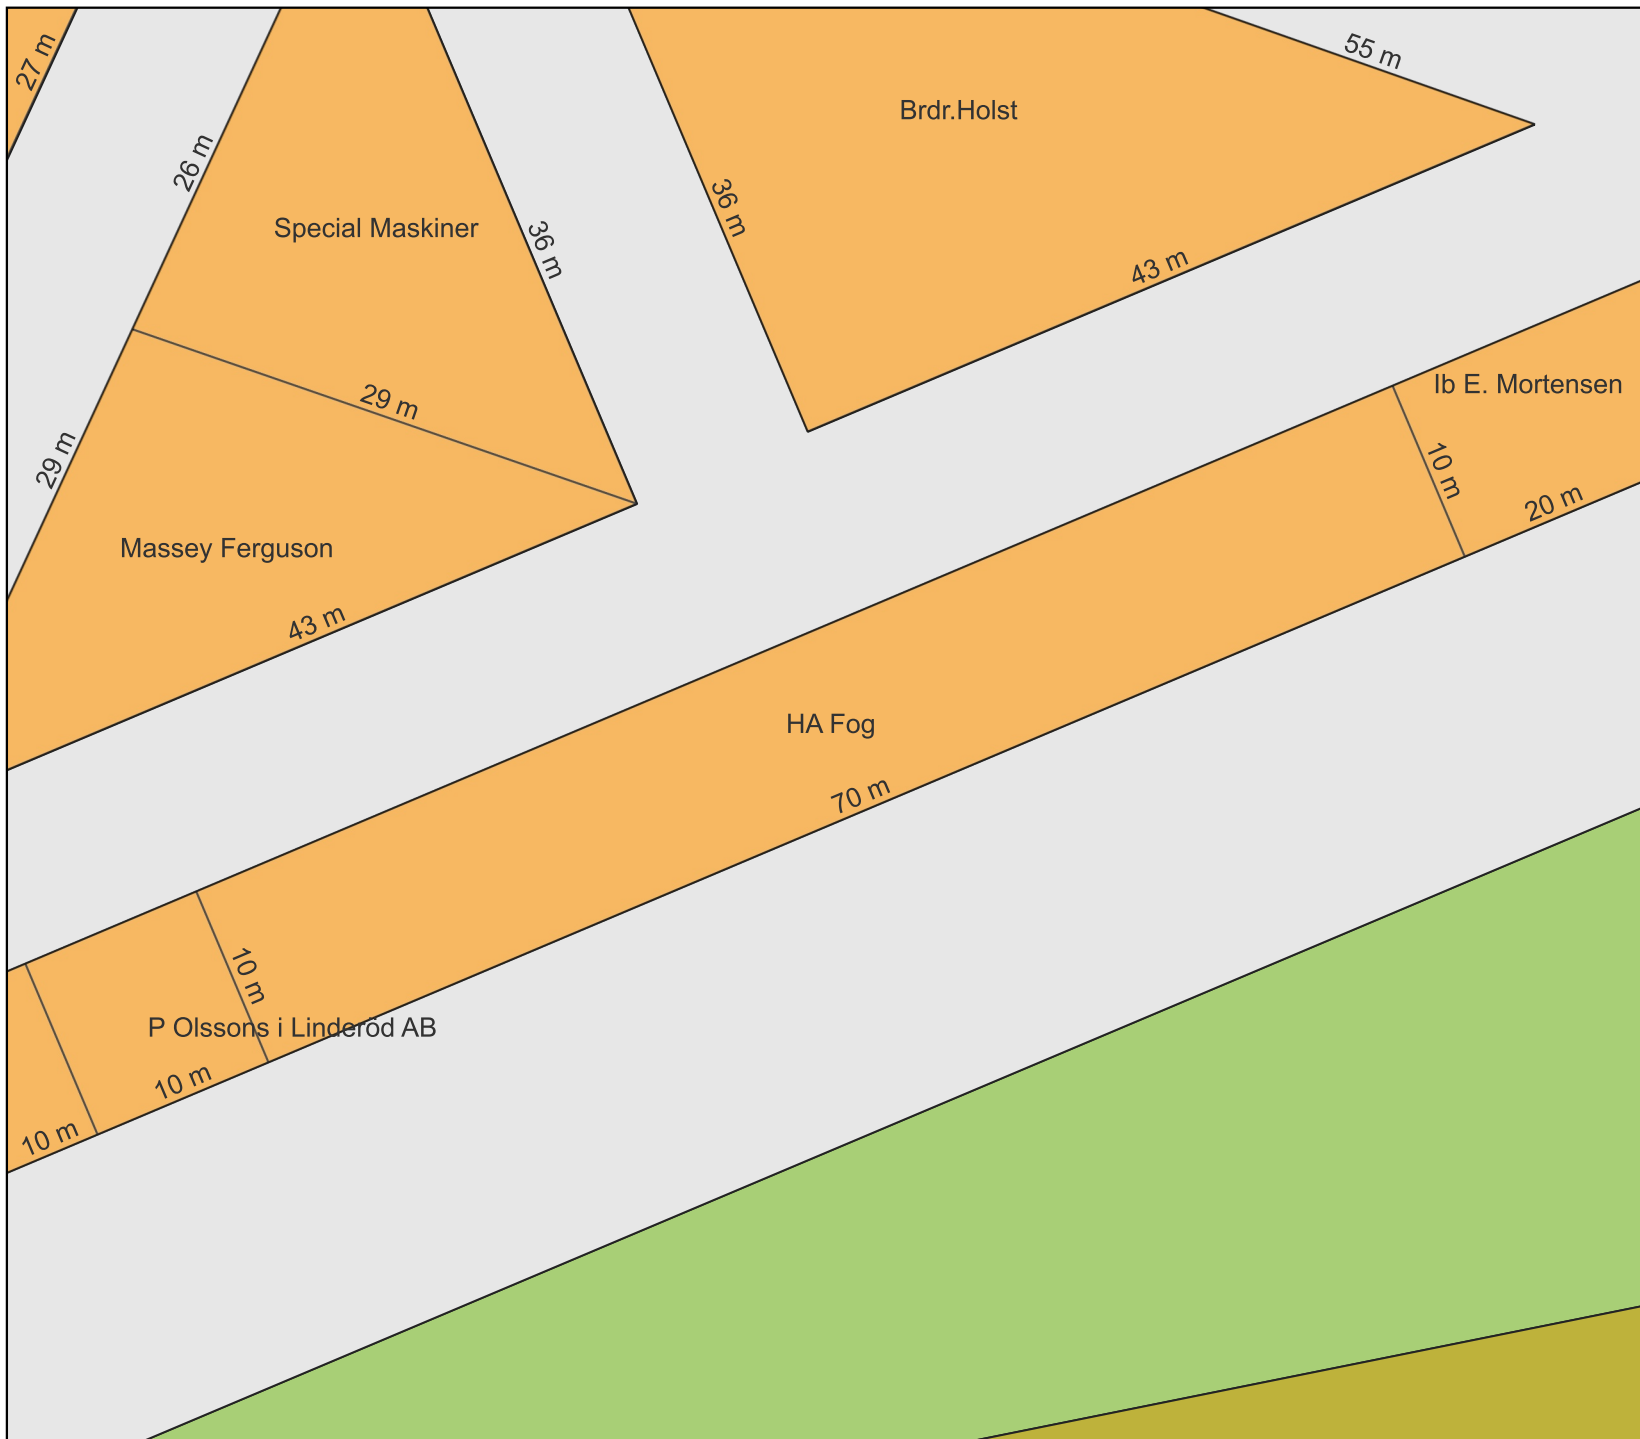 27 m
55 m
Brdr.Holst
26 m
36 m
Special Maskiner
36 m
43 m
Ib E. Mortensen
29 m
29 m
10 m
20 m
Massey Ferguson
43 m
HA Fog
70 m
10 m
P Olssons i Linderöd AB
10 m
10 m